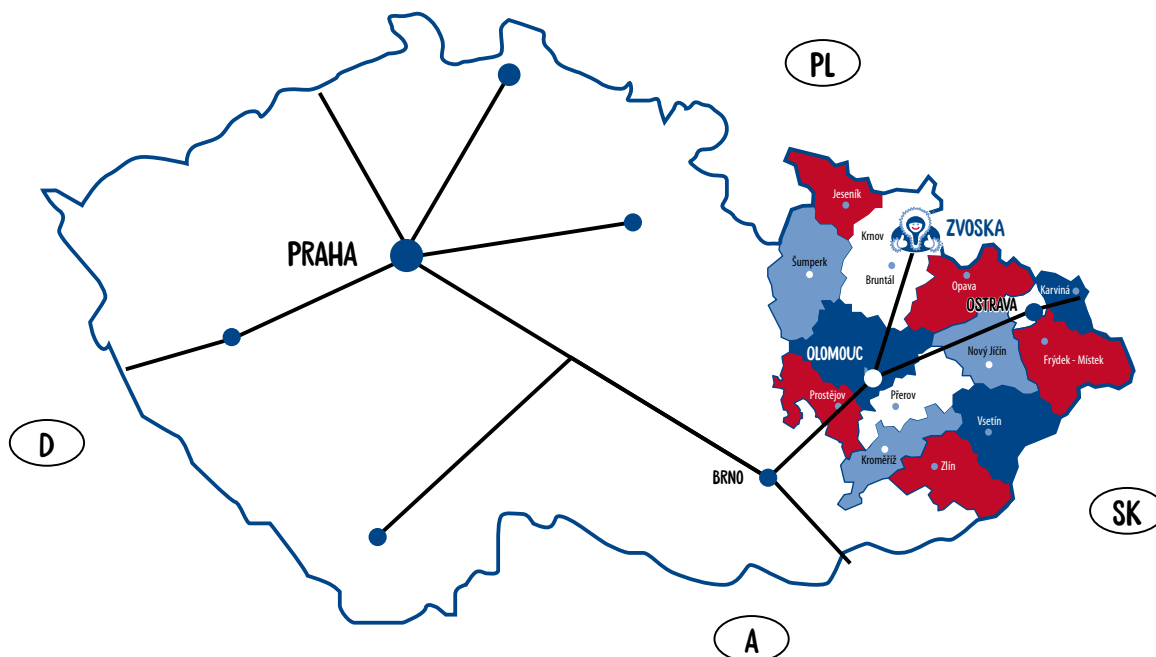 PL
Jeseník
Krnov
ZVOSKA
PRAHA
Šumperk
Bruntál
Opava
Karviná
OSTRAVA
OLOMOUC
Nový Jíčín
Frýdek - Místek
Prostějov
Přerov
Vsetín
D
BRNO
Kroměříž
Zlín
SK
A